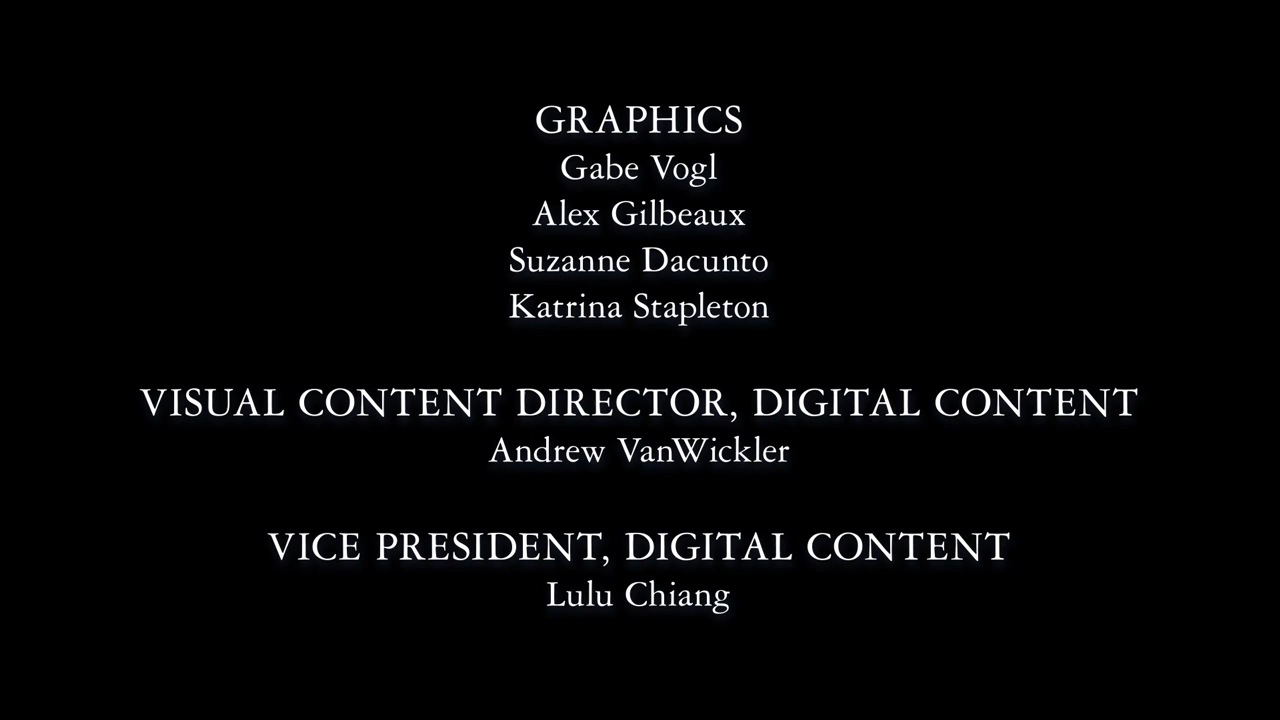 GRAPHICS
Gabe Vogl
Alex Gilbeaux
Suzanne Dacunto
Katrina Stapleton
VISUAL CONTENT DIRECTOR, DIGITAL CONTENT
Andrew VanWickler
VICE PRESIDENT, DIGITAL CONTENT
Lulu Chiang